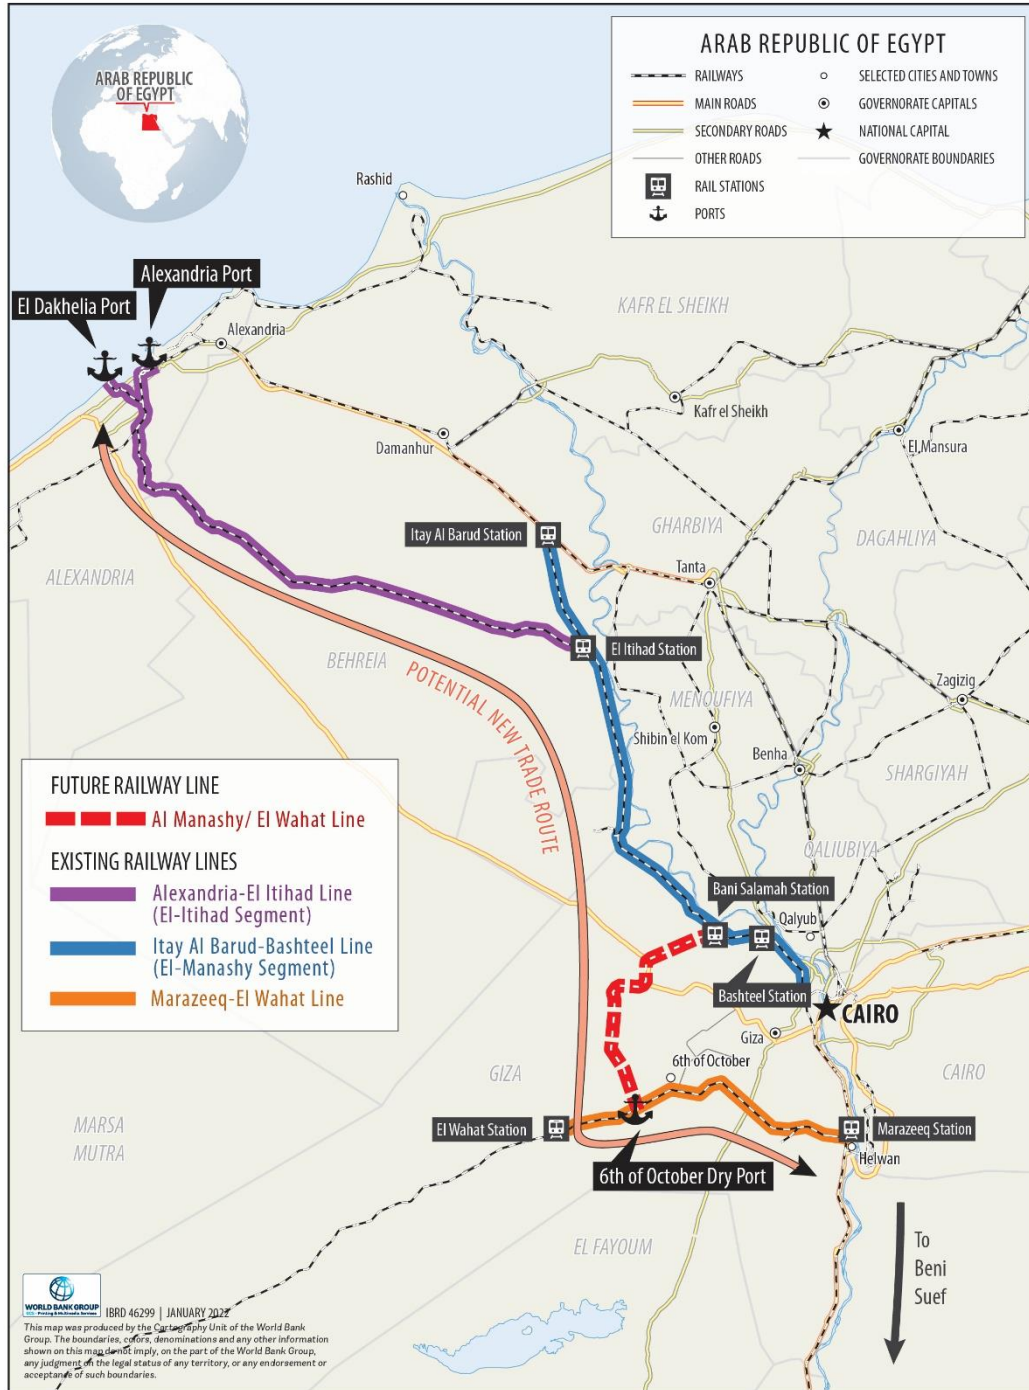 ARAB REPUBLIC
OF EGYPT
ARAB REPUBLIC OF EGYPT
RAILWAYS
MAIN ROADS
SECONDARY ROADS
OTHER ROADS
RAIL STATIONS
PORTS
SELECTED CITIES AND TOWNS
GOVERNORATE CAPITALS
NATIONAL CAPITAL
GOVERNORATE BOUNDARIES
Rashid
Alexandria Port
El Dakhelia Port
Alexandria
KAFR EL SHEIKH
Kafr el Sheikh
Damanhur
El Mansura
Itay Al Barud Station
GHARBIYA
DAGAHLIYA
Tanta
ALEXANDRIA
El Itihad Station
BEHREIA
POTENTIAL NEW TRADE ROUTE
MENOUFIYA
Zagizig
Shibin el Kom
Benha
SHARGIYAH
QALIUBIYA
FUTURE RAILWAY LINE
Al Manashy/ El Wahat Line
EXISTING RAILWAY LINES
Alexandria-El Itihad Line
(El-Itihad Segment)
Itay Al Barud-Bashteel Line
(El-Manashy Segment)
Marazeeq-El Wahat Line
Bani Salamah Station
Qalyub
Bashteel Station
CAIRO
Giza
6th of October
GIZA
CAIRO
MARSA
MUTRA
El Wahat Station
Marazeeq Station
Helwan
6th of October Dry Port
EL FAYOUM
To
Beni
Suef
WORLD BANK GROUP
IBRD 46299 | JANUARY 2022
This map was produced by the Cartography Unit of the World Bank
Group. The boundaries, colors, denominations and any other information
shown on this map do not imply, on the part of the World Bank Group,
any judgment on the legal status of any territory, or any endorsement or
acceptance of such boundaries.